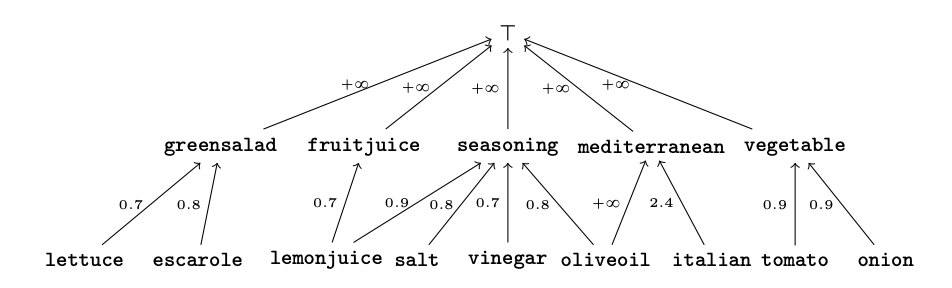 ⊤
+∞ +∞ +∞ +∞ +∞
greensalad fruitjuice seasoning mediterranean vegetable
0.7 0.8 0.7 0.9 0.8 0.7 0.8 +∞ 2.4 0.9 0.9
lettuce escarole lemonjuice salt vinegar oliveoil italian tomato onion